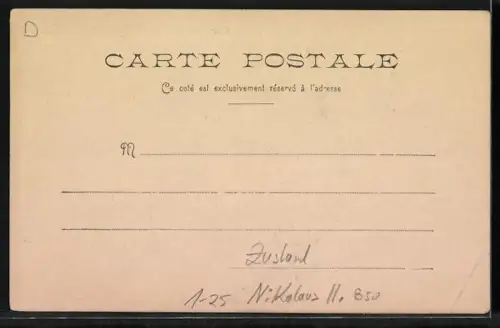 D
CARTE POSTALE
Ce coté est exclusivement réservé à l'adresse
M
Zustand
1-25 Nikolaus II. 850